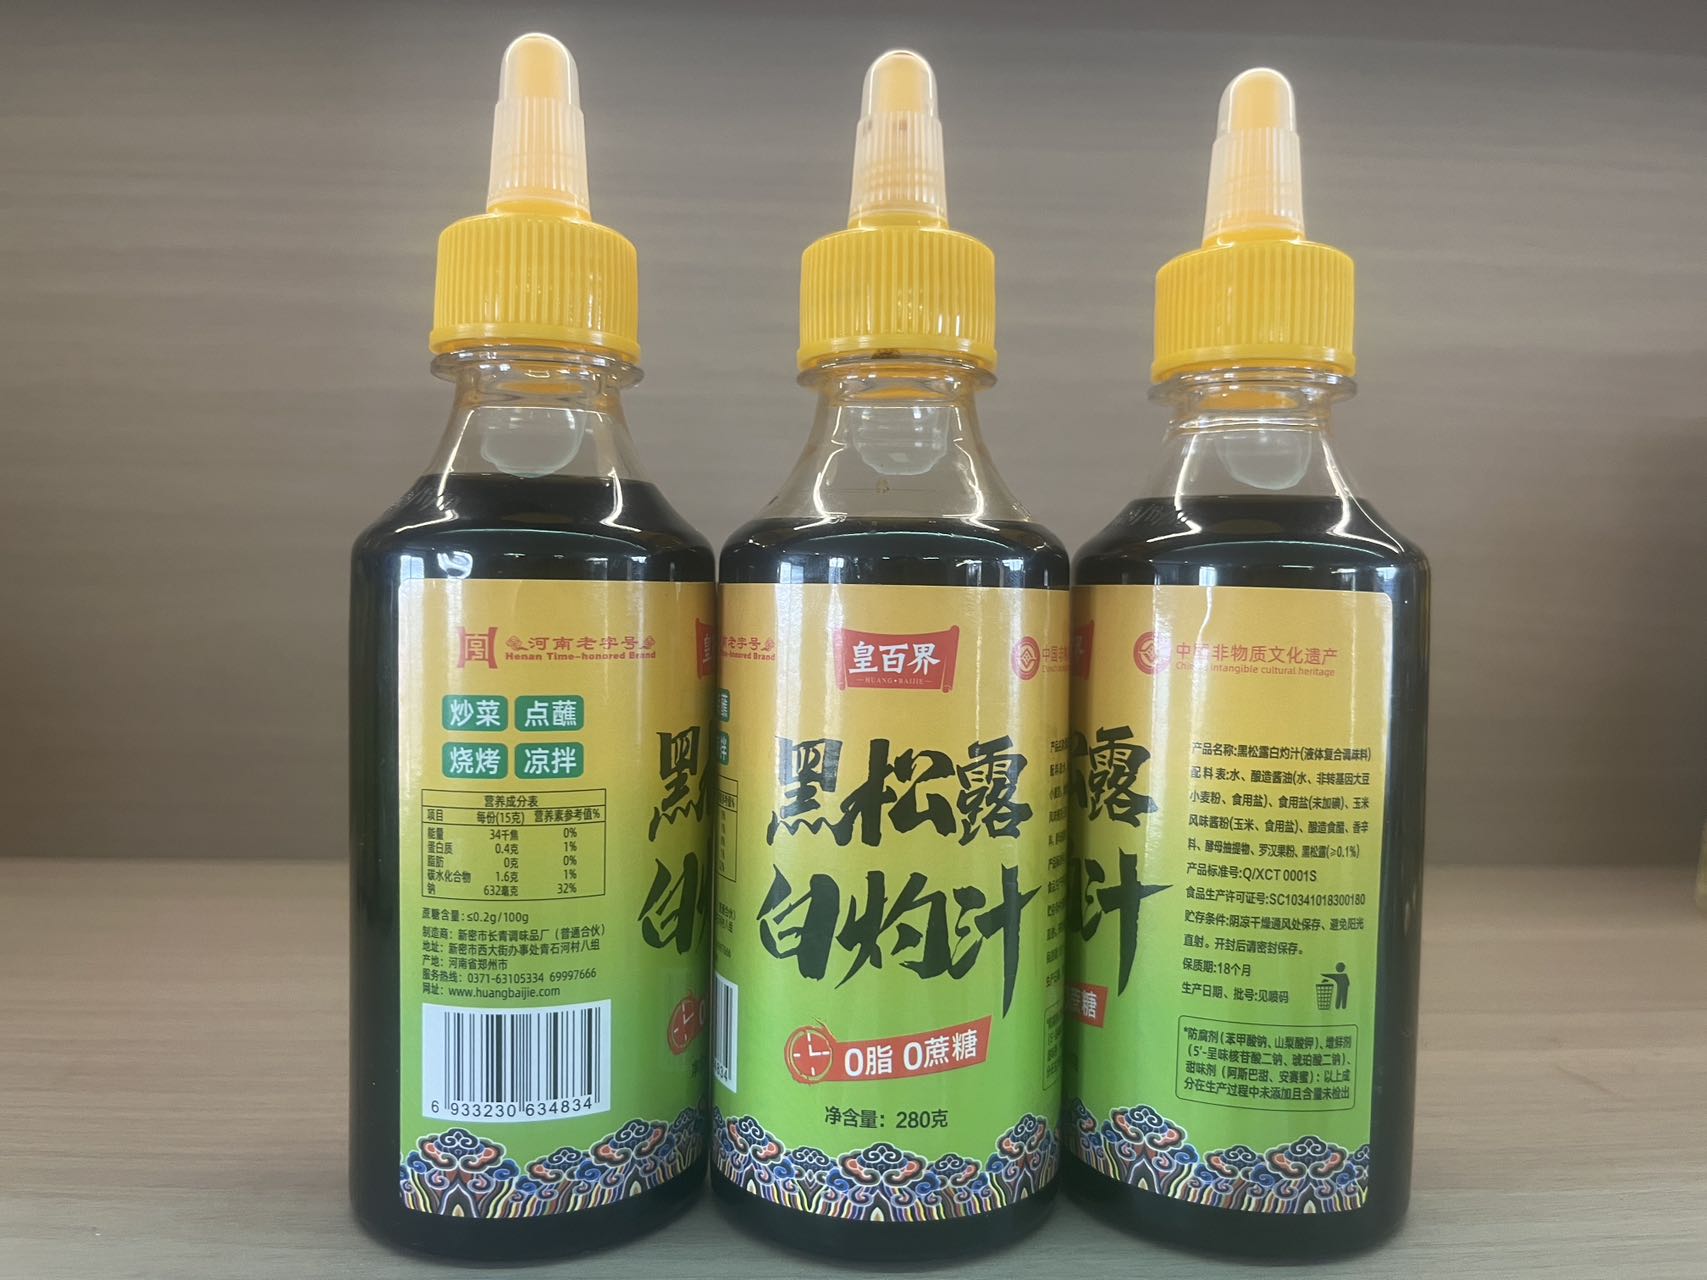 河南老字号
Henan Time-honored Brand
炒菜 点蘸
烧烤 凉拌
营养成分表
项目 每份(15克) 营养素参考值%
能量 34千焦 0%
蛋白质 0.4克 1%
脂肪 0克 0%
碳水化合物 1.6克 1%
钠 632毫克 32%
蔗糖含量:≤0.2g/100g
制造商：新密市长青调味品厂（普通合伙）
地址：新密市西大街办事处青石河村八组
产地：河南省郑州市
服务热线：0371-63105334 69997666
网址：www.huangbaijie.com
6 933230 634834
皇百界
HUANG·BAIJIE
黑松露
白灼汁
0脂 0蔗糖
净含量：280克
中国非物质文化遗产
Chinese intangible cultural heritage
产品名称:黑松露白灼汁(液体复合调味料)
配料表:水、酿造酱油(水、非转基因大豆
小麦粉、食用盐)、食用盐(未加碘)、玉米
风味酱粉(玉米、食用盐)、酿造食醋、香辛
料、酵母抽提物、罗汉果粉、黑松露(≥0.1%)
产品标准号:Q/XCT 0001S
食品生产许可证号:SC10341018300180
贮存条件:阴凉干燥通风处保存、避免阳光
直射。开封后请密封保存。
保质期:18个月
生产日期、批号:见喷码
*防腐剂(苯甲酸钠、山梨酸钾)、增鲜剂
(5'-呈味核苷酸二钠、琥珀酸二钠)、
甜味剂(阿斯巴甜、安赛蜜)：以上成
分在生产过程中未添加且含量未检出